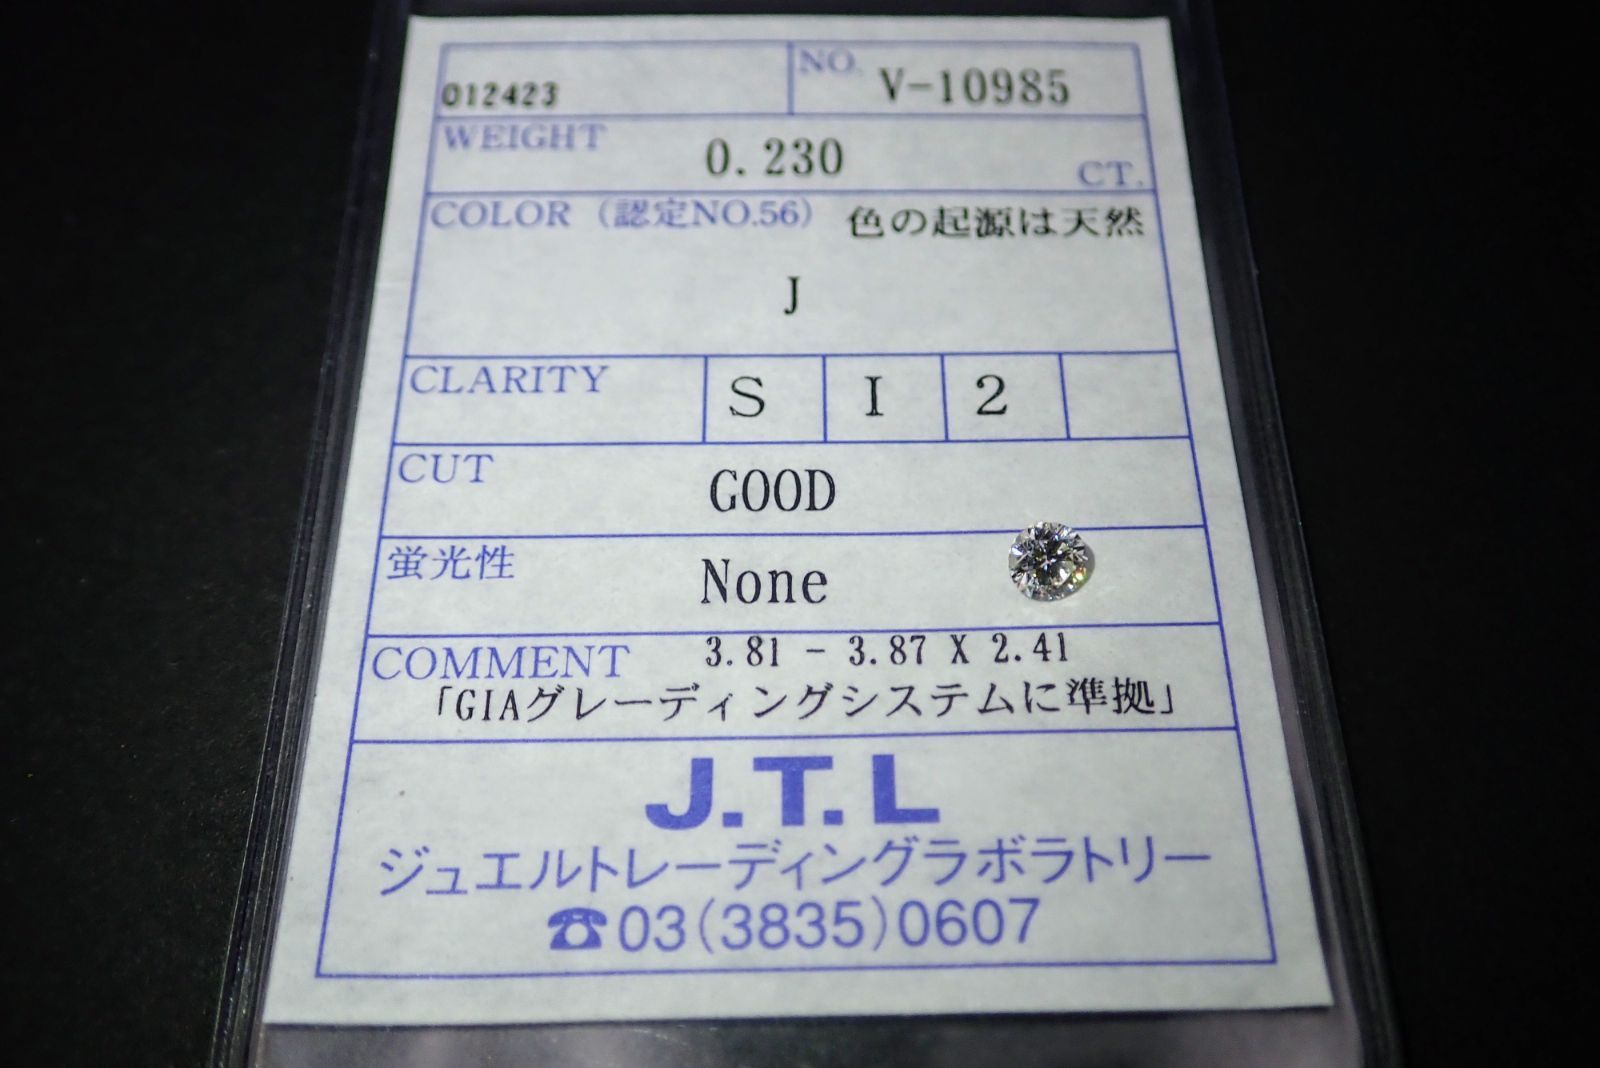 012423 NO. V-10985
WEIGHT 0.230 CT.
COLOR (認定NO.56) 色の起源は天然
J
CLARITY S I 2
CUT GOOD
蛍光性 None
COMMENT 3.81 - 3.87 X 2.41
「GIAグレーディングシステムに準拠」
J.T.L
ジュエルトレーディングラボラトリー
☎03(3835)0607